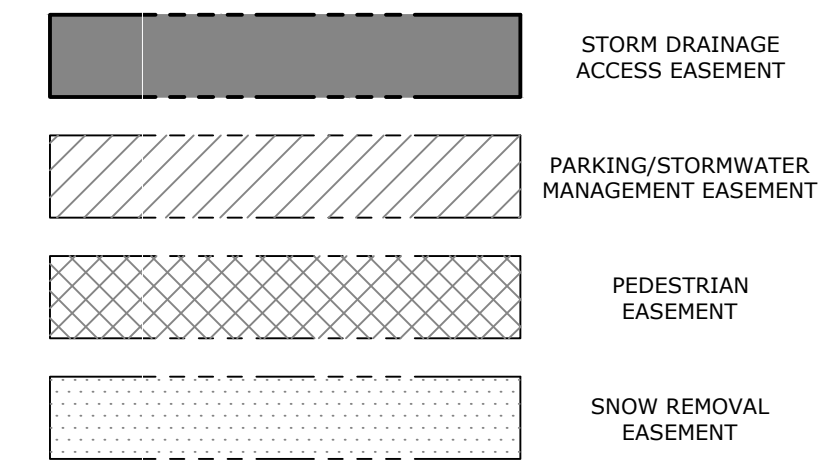 STORM DRAINAGE
ACCESS EASEMENT
PARKING/STORMWATER
MANAGEMENT EASEMENT
PEDESTRIAN
EASEMENT
SNOW REMOVAL
EASEMENT